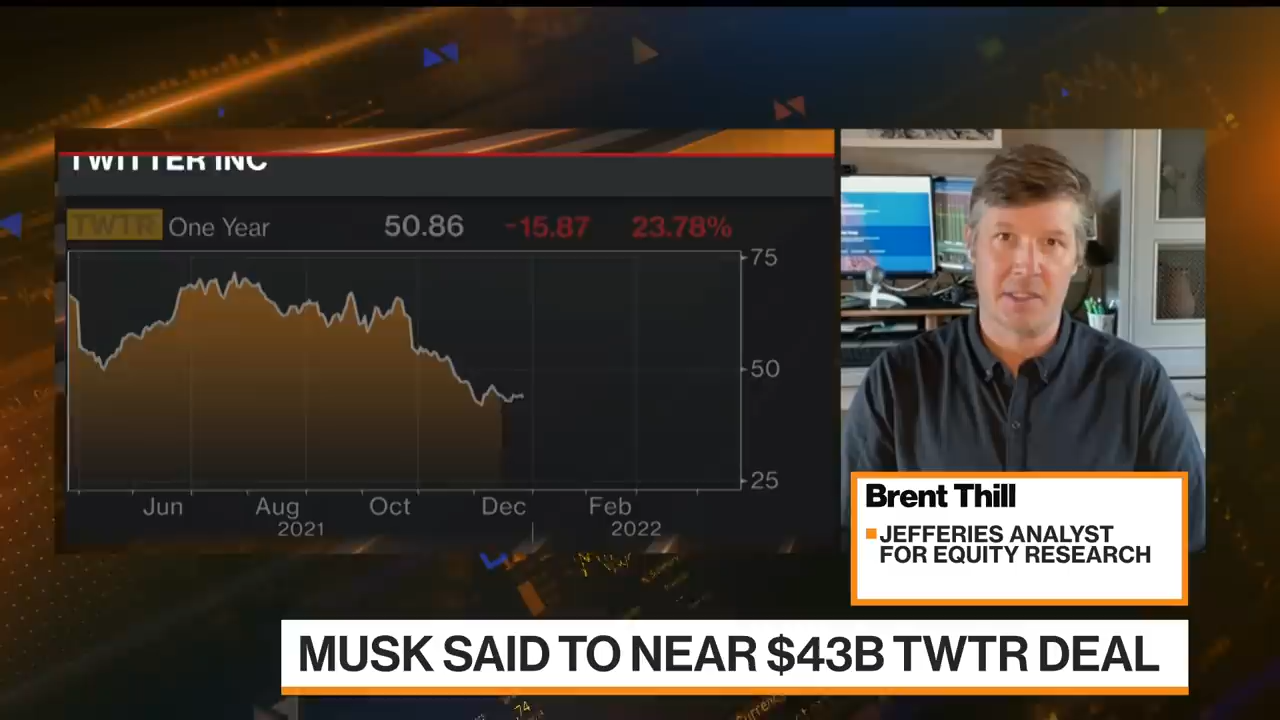 TWITTER INC
TWTR One Year 50.86 -15.87 23.78%
75
50
25
Jun Aug Oct Dec Feb
2021 2022
Brent Thill
JEFFERIES ANALYST
FOR EQUITY RESEARCH
MUSK SAID TO NEAR $43B TWTR DEAL
74